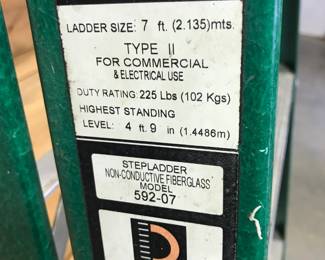 LADDER SIZE: 7 ft. (2.135)mts.
TYPE II
FOR COMMERCIAL
& ELECTRICAL USE
DUTY RATING: 225 Lbs (102 Kgs)
HIGHEST STANDING
LEVEL: 4 ft. 9 in (1.4486m)
STEPLADDER
NON-CONDUCTIVE FIBERGLASS
MODEL
592-07